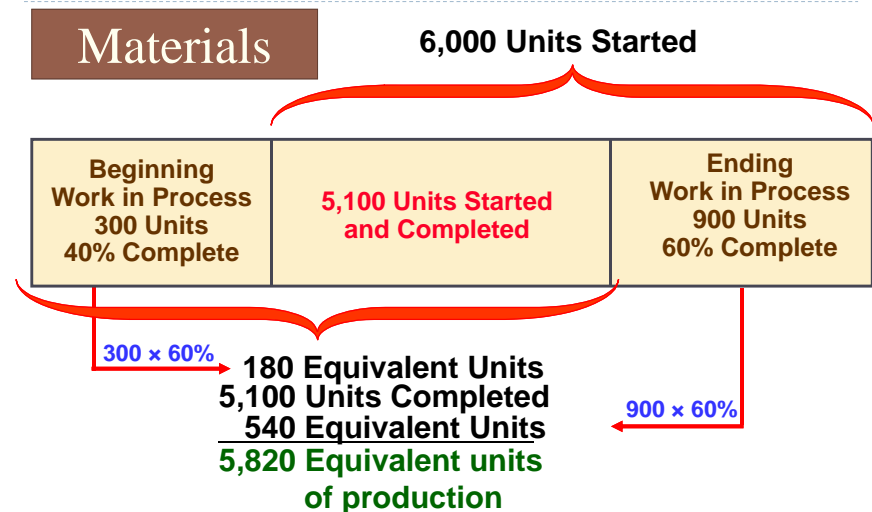 Materials
6,000 Units Started
Beginning
Work in Process
300 Units
40% Complete
5,100 Units Started
and Completed
Ending
Work in Process
900 Units
60% Complete
300 × 60%
180 Equivalent Units
5,100 Units Completed
900 × 60%
540 Equivalent Units
5,820 Equivalent units
of production